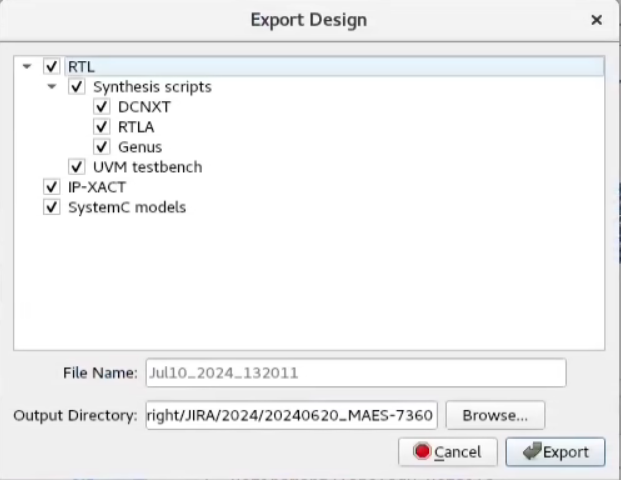 Export Design
RTL
Synthesis scripts
DCNXT
RTLA
Genus
UVM testbench
IP-XACT
SystemC models
File Name: Jul10_2024_132011
Output Directory: right/JIRA/2024/20240620_MAES-7360 Browse...
Cancel Export